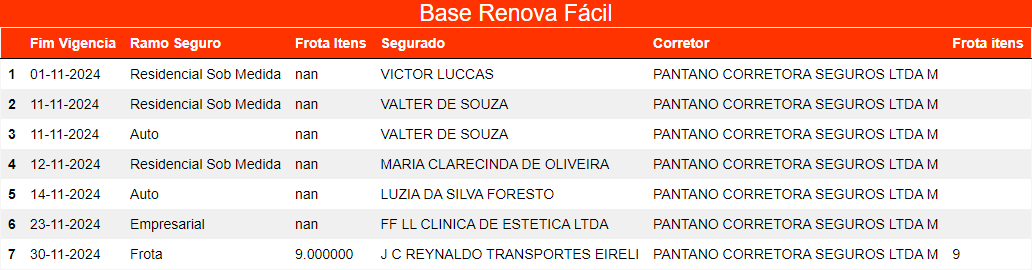 Base Renova Fácil
Fim Vigencia Ramo Seguro Frota Itens Segurado Corretor Frota itens
1 01-11-2024 Residencial Sob Medida nan VICTOR LUCCAS PANTANO CORRETORA SEGUROS LTDA M
2 11-11-2024 Residencial Sob Medida nan VALTER DE SOUZA PANTANO CORRETORA SEGUROS LTDA M
3 11-11-2024 Auto nan VALTER DE SOUZA PANTANO CORRETORA SEGUROS LTDA M
4 12-11-2024 Residencial Sob Medida nan MARIA CLARECINDA DE OLIVEIRA PANTANO CORRETORA SEGUROS LTDA M
5 14-11-2024 Auto nan LUZIA DA SILVA FORESTO PANTANO CORRETORA SEGUROS LTDA M
6 23-11-2024 Empresarial nan FF LL CLINICA DE ESTETICA LTDA PANTANO CORRETORA SEGUROS LTDA M
7 30-11-2024 Frota 9.000000 J C REYNALDO TRANSPORTES EIRELI PANTANO CORRETORA SEGUROS LTDA M 9